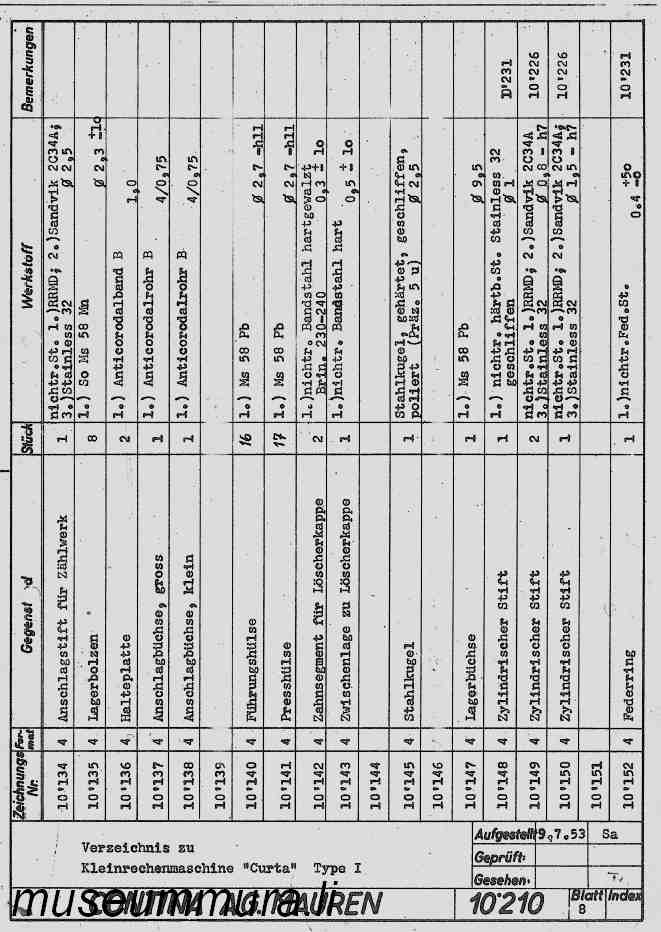 Zeichnungs Nr. Format Gegenst d Stück Werkstoff Bemerkungen
10'134 4 Anschlagstift für Zählwerk 1 nichtr.St. 1.)RRMD; 2.)Sandvik 2C34A;
3.)Stainless 32 ø 2,5
10'135 4 Lagerbolzen 8 1.) So Ms 58 Mn ø 2,3 ±10
10'136 4 Halteplatte 2 1.) Anticorodalband B 1,0
10'137 4 Anschlagbüchse, gross 1 1.) Anticorodalrohr B 4/0,75
10'138 4 Anschlagbüchse, klein 1 1.) Anticorodalrohr B 4/0,75
10'139
10'140 4 Führungshülse 16 1.) Ms 58 Pb ø 2,7 -h11
10'141 4 Presshülse 17 1.) Ms 58 Pb ø 2,7 -h11
10'142 4 Zahnsegment für Löscherkappe 2 1.)nichtr. Bandstahl hartgewalzt
Brin. 230-240 0,3 ± 10
10'143 4 Zwischenlage zu Löscherkappe 1 1.)nichtr. Bandstahl hart 0,5 ± 10
10'144
10'145 4 Stahlkugel 1 Stahlkugel, gehärtet, geschliffen,
poliert (Präz. 5 u) ø 2,5
10'146
10'147 4 Lagerbüchse 1 1.) Ms 58 Pb ø 9,5
10'148 4 Zylindrischer Stift 1 1.) nichtr. härtb.St. Stainless 32
geschliffen ø 1 10'231
10'149 4 Zylindrischer Stift 2 nichtr.St. 1.)RRMD; 2.)Sandvik 2C34A
3.)Stainless 32 ø 0,8 - h7 10'226
10'150 4 Zylindrischer Stift 1 nichtr.St. 1.)RRMD; 2.)Sandvik 2C34A;
3.)Stainless 32 ø 1,5 - h7 10'226
10'151
10'152 4 Federring 1 1.)nichtr.Fed.St. 0.4 +50 -0 10'231
Verzeichnis zu
Kleinrechenmaschine "Curta" Type I
CONTINA AG. MAUREN
museummura.li
Aufgestellt 9.7.53 Sa
Geprüft:
Gesehen:
10'210 Blatt 8 Index